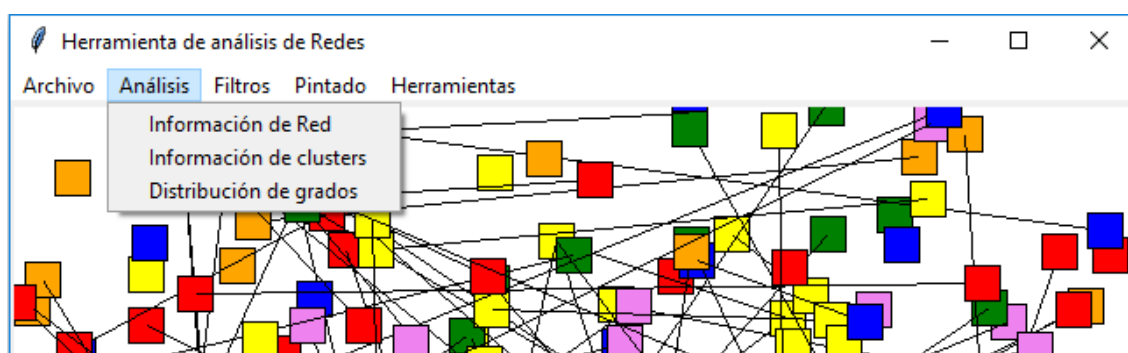 Herramienta de análisis de Redes
Archivo Análisis Filtros Pintado Herramientas
Información de Red
Información de clusters
Distribución de grados